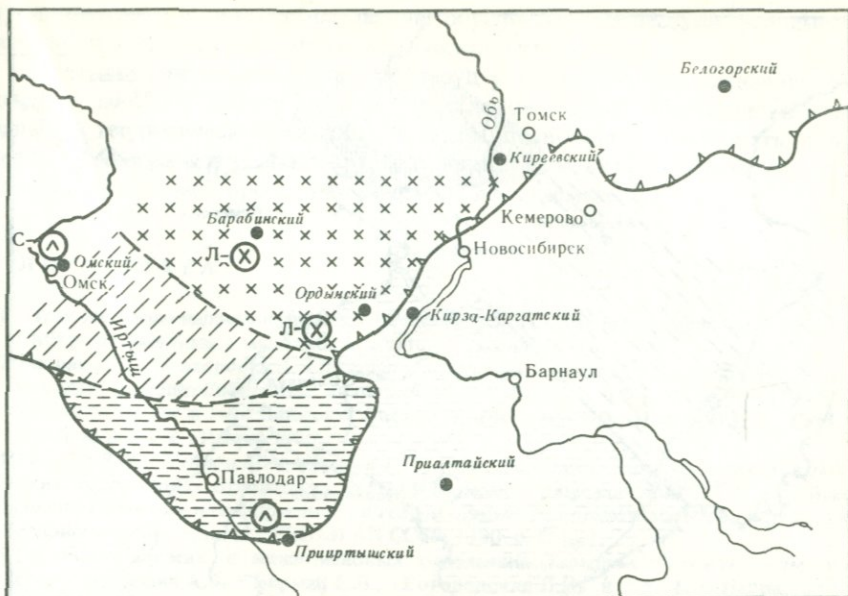 Белогорский
Обь
Томск
Киреевский
Кемерово
Барабинский
С
Л
Новосибирск
Омский
Омск
Ордынский
Л
Кирза-Каргатский
Иртыш
Барнаул
Павлодар
Приалтайский
Прииртышский